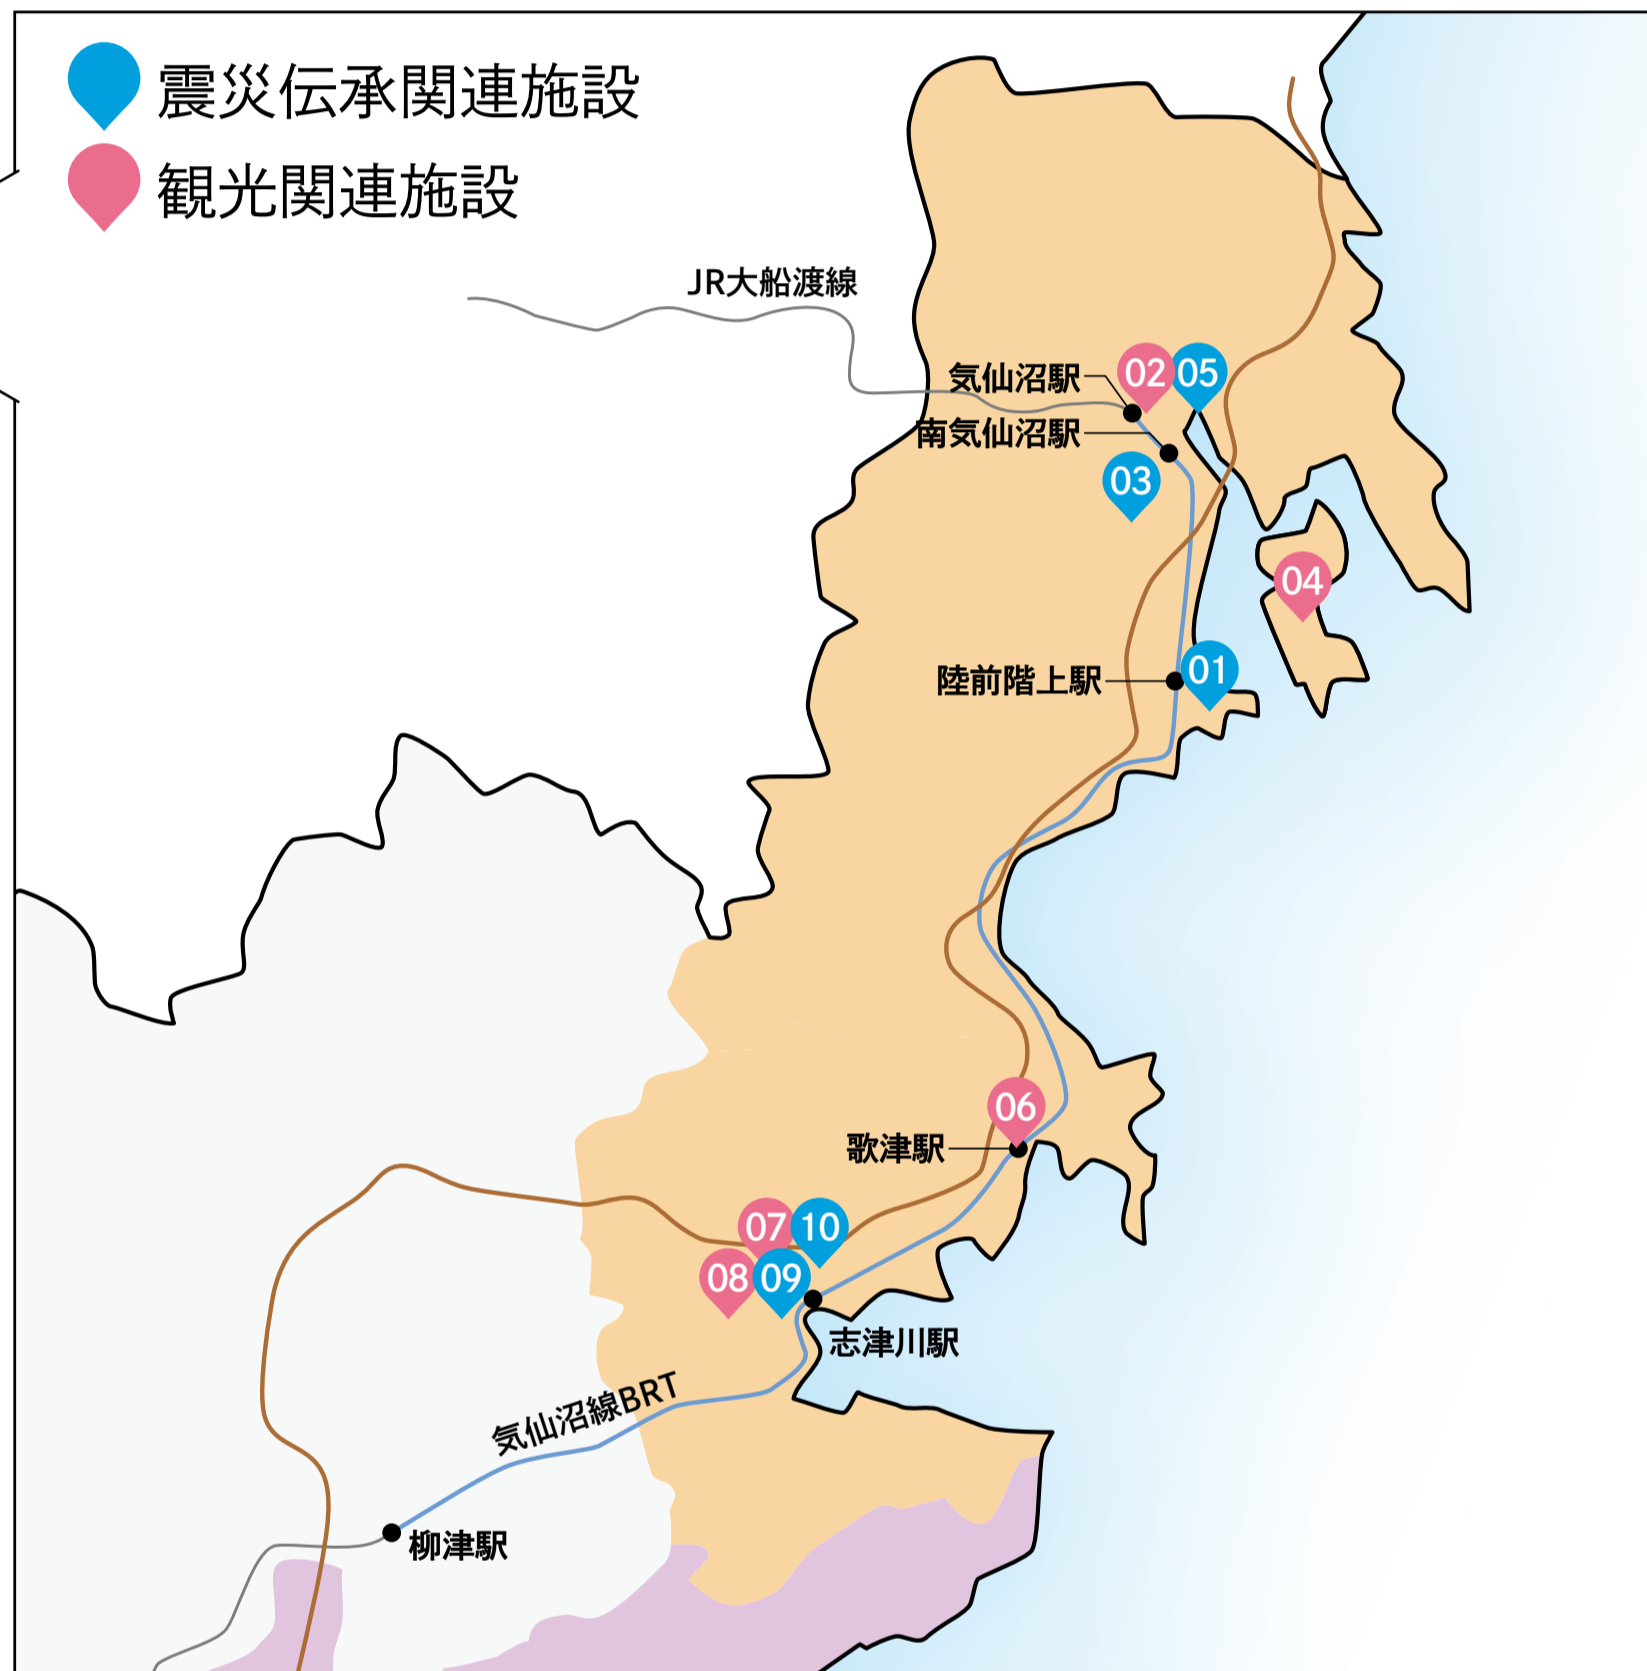 震災伝承関連施設
観光関連施設
JR大船渡線
気仙沼駅
02
05
南気仙沼駅
03
04
陸前階上駅
01
06
歌津駅
07
10
08
09
志津川駅
気仙沼線BRT
柳津駅